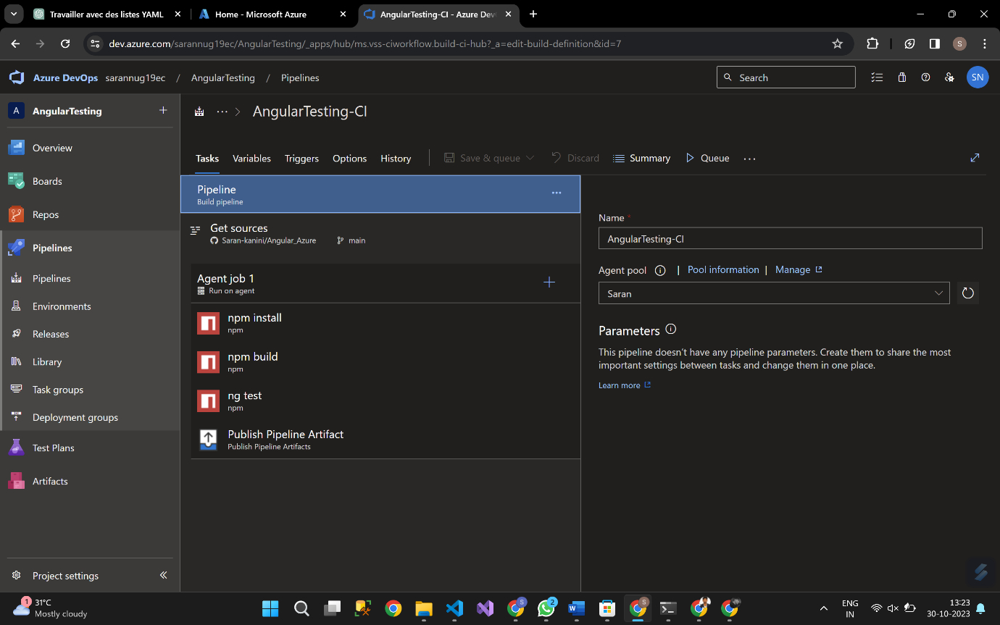 Travailler avec des listes YAML
Home - Microsoft Azure
AngularTesting-CI - Azure Dev
dev.azure.com/sarannug19ec/AngularTesting/_apps/hub/ms.vss-ciworkflow.build-ci-hub?_a=edit-build-definition&id=7
S
Azure DevOps sarannug19ec / AngularTesting / Pipelines
Search
SN
A AngularTesting
AngularTesting-CI
Overview
Boards
Repos
Pipelines
Pipelines
Environments
Releases
Library
Task groups
Deployment groups
Test Plans
Artifacts
Project settings
Tasks Variables Triggers Options History Save & queue Discard Summary Queue
Pipeline
Build pipeline
Get sources
Saran-kanini/Angular_Azure main
Agent job 1
Run on agent
npm install
npm
npm build
npm
ng test
npm
Publish Pipeline Artifact
Publish Pipeline Artifacts
Name *
AngularTesting-CI
Agent pool | Pool information | Manage
Saran
Parameters
This pipeline doesn't have any pipeline parameters. Create them to share the most
important settings between tasks and change them in one place.
Learn more
1
31°C
Mostly cloudy
S
2
S
ENG
IN
13:23
30-10-2023